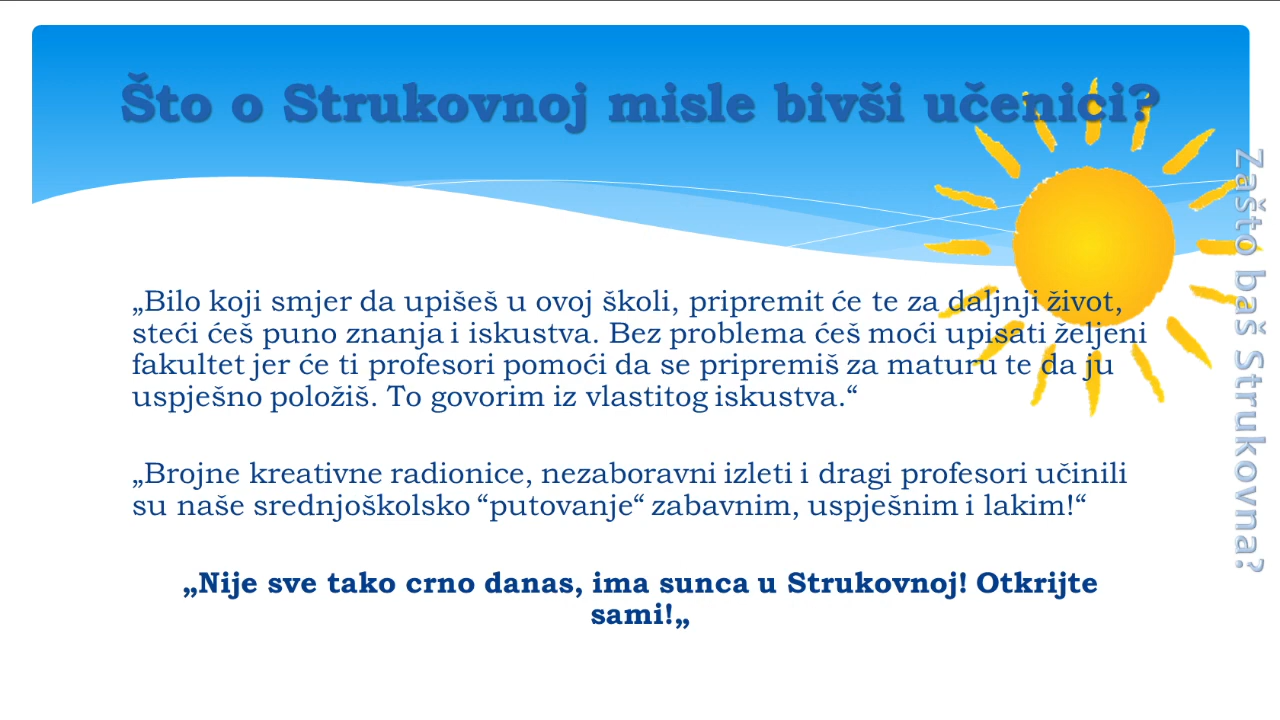 Što o Strukovnoj misle bivši učenici?
„Bilo koji smjer da upišeš u ovoj školi, pripremit će te za daljnji život,
steći ćeš puno znanja i iskustva. Bez problema ćeš moći upisati željeni
fakultet jer će ti profesori pomoći da se pripremiš za maturu te da ju
uspješno položiš. To govorim iz vlastitog iskustva.“
„Brojne kreativne radionice, nezaboravni izleti i dragi profesori učinili
su naše srednjoškolsko “putovanje“ zabavnim, uspješnim i lakim!“
„Nije sve tako crno danas, ima sunca u Strukovnoj! Otkrijte
sami!„
Zašto baš Strukovna?